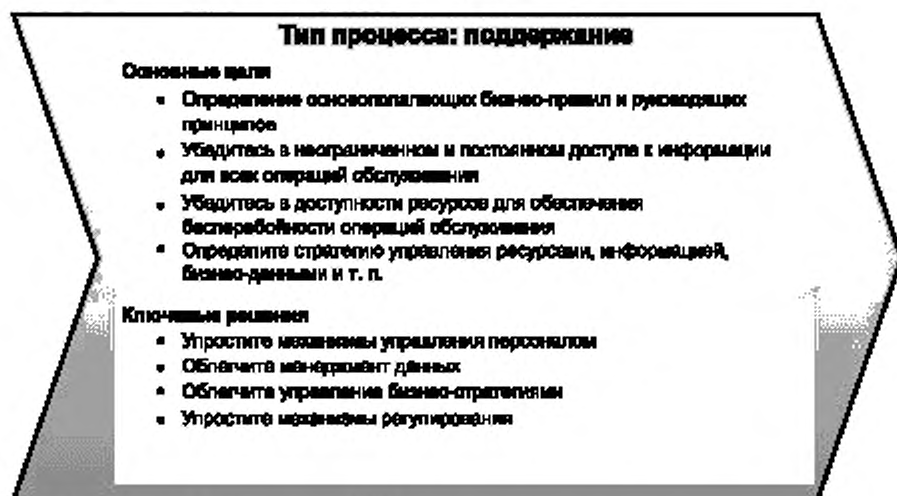 Тип процесса: поддержание
Основные цели
• Определение основополагающих бизнес-правил и руководящих
принципов
• Убедитесь в неограниченном и постоянном доступе к информации
для всех операций обслуживания
• Убедитесь в доступности ресурсов для обеспечения
бесперебойности операций обслуживания
• Определите стратегию управления ресурсами, информацией,
бизнес-данными и т. п.
Ключевые решения
• Упростите механизмы управления персоналом
• Облегчите менеджмент данных
• Облегчите управление бизнес-стратегиями
• Упростите механизмы регулирования